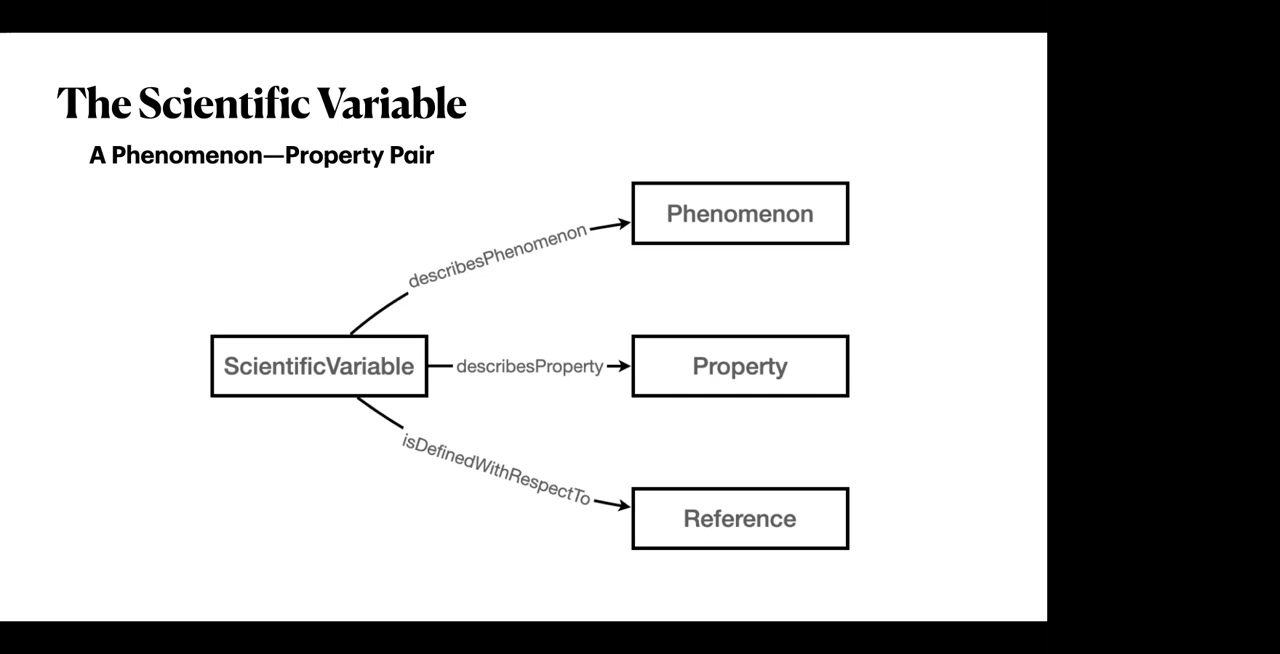 The Scientific Variable
A Phenomenon—Property Pair
Phenomenon
describesPhenomenon
ScientificVariable
describesProperty
Property
isDefinedWithRespectTo
Reference